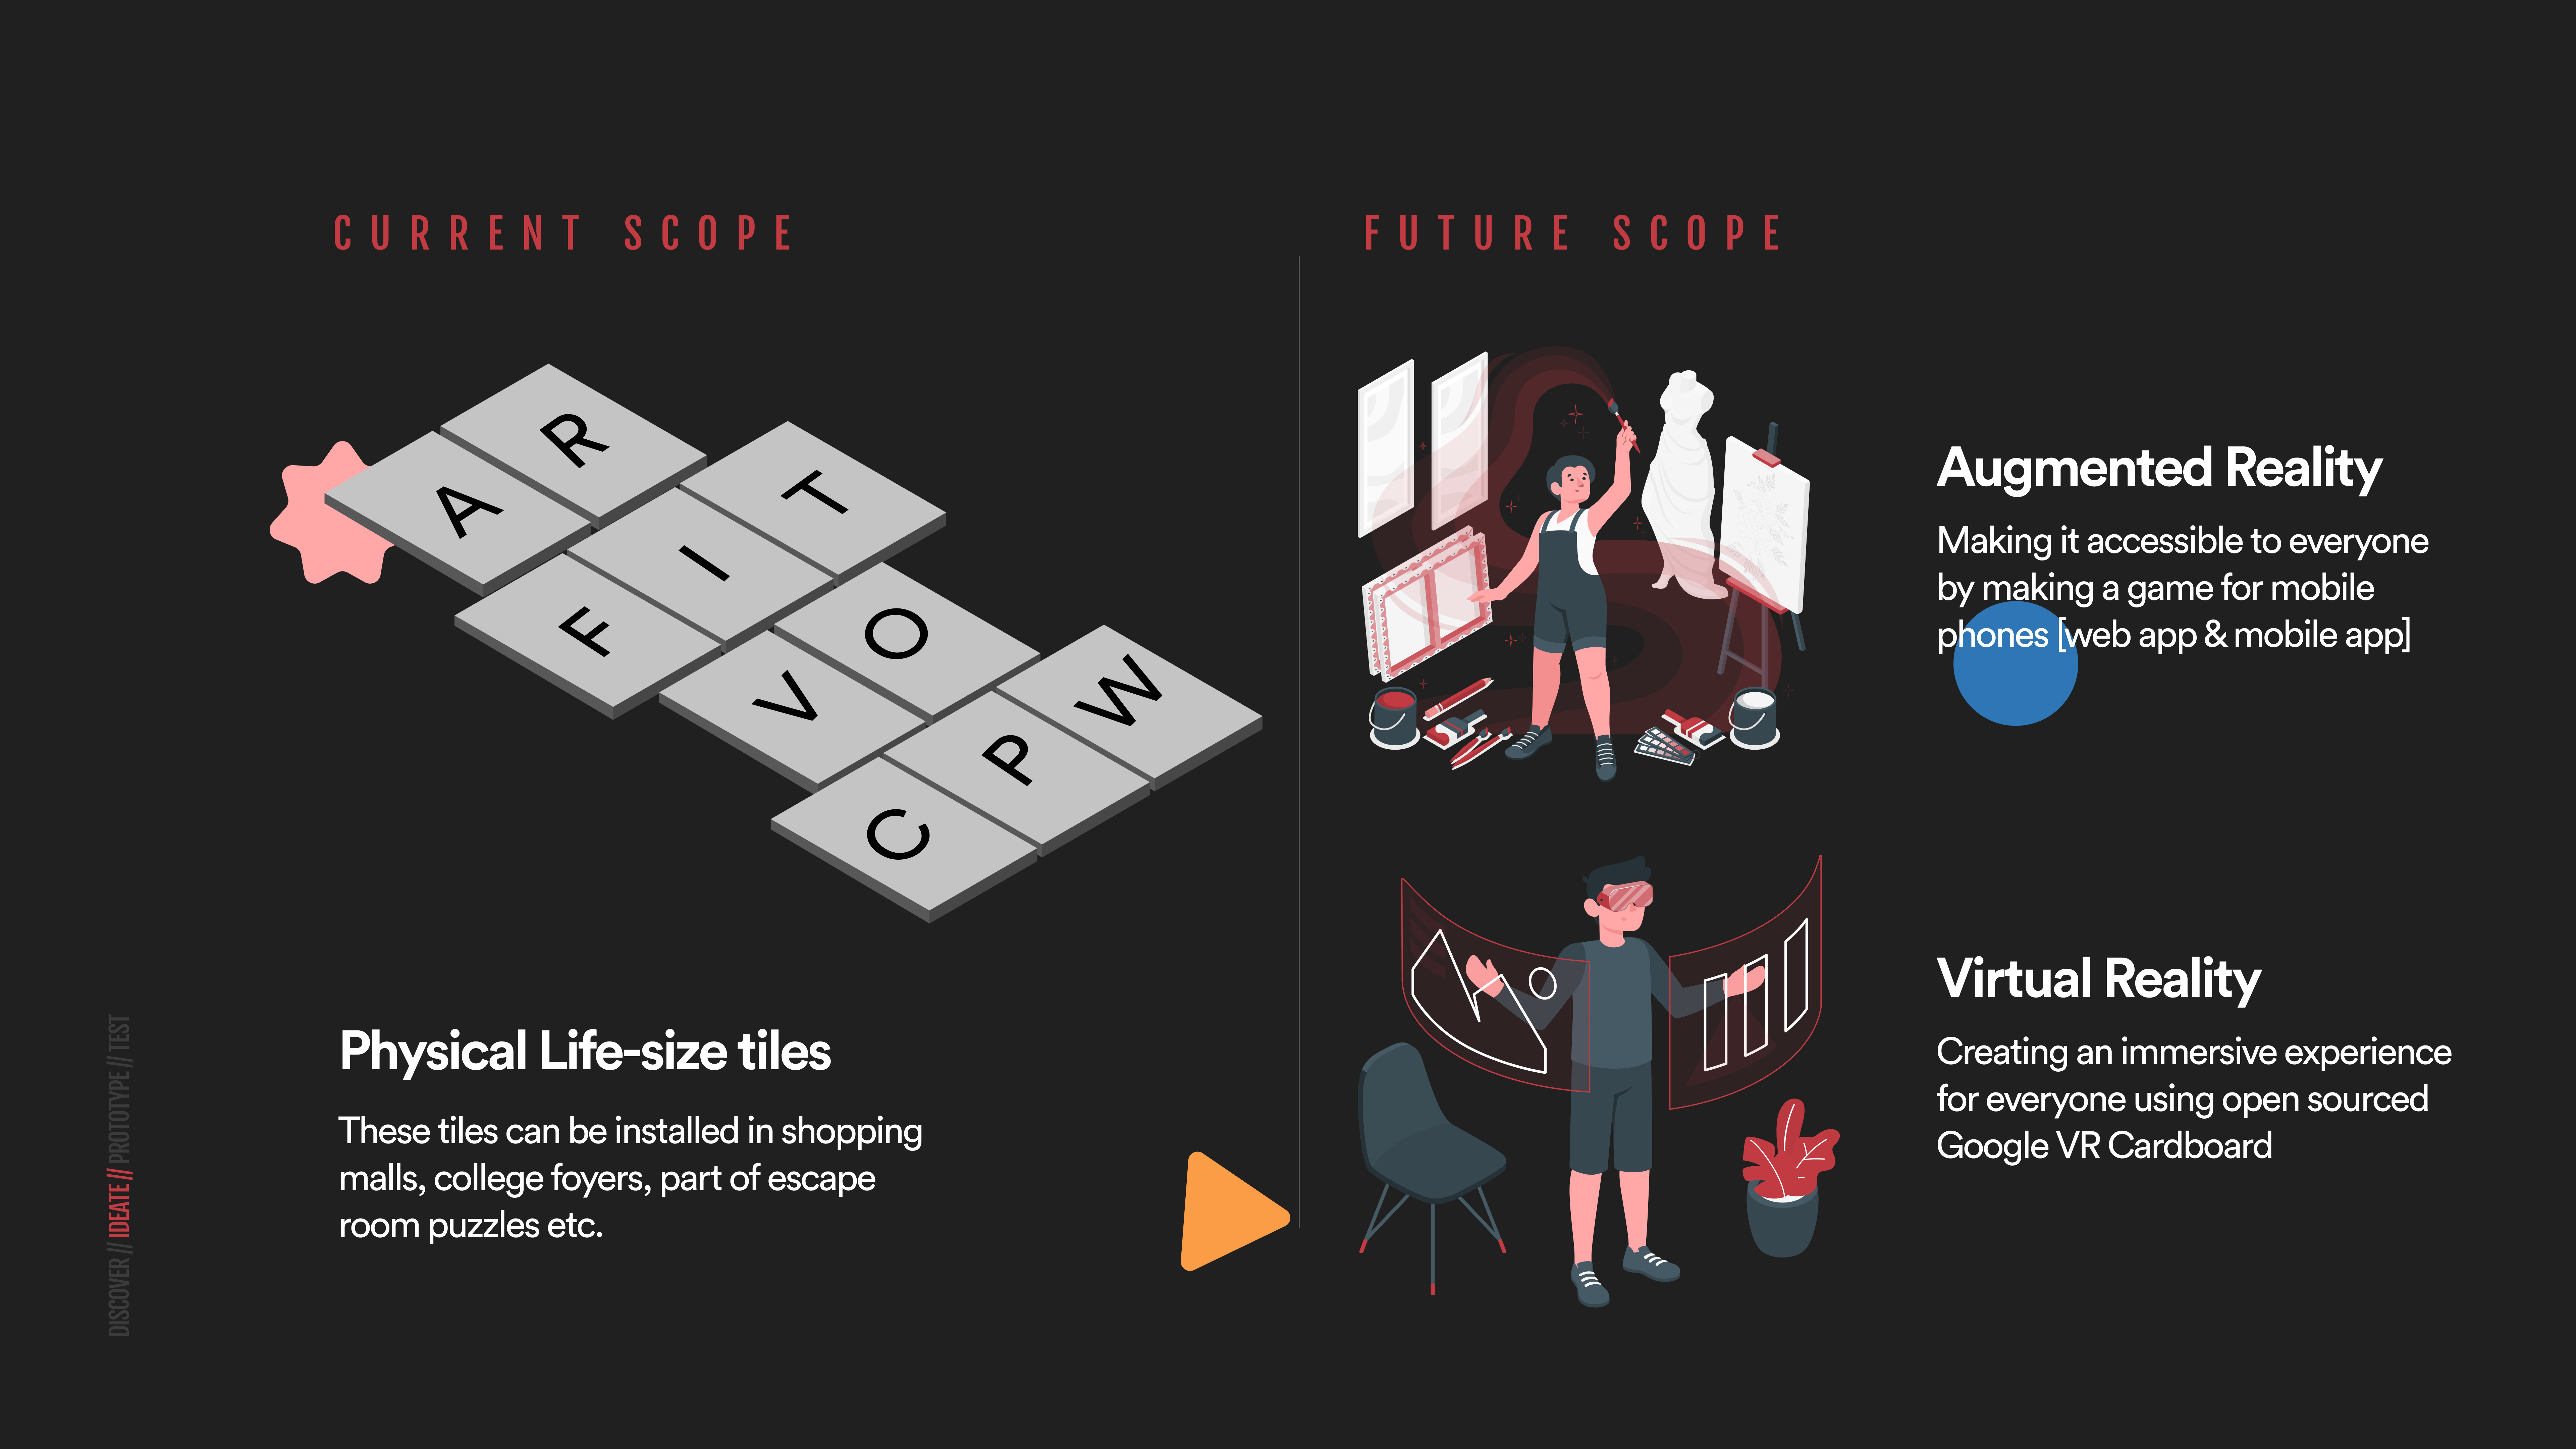 CURRENT SCOPE
A R
F I T
V O
C P W
Physical Life-size tiles
These tiles can be installed in shopping
malls, college foyers, part of escape
room puzzles etc.
FUTURE SCOPE
Augmented Reality
Making it accessible to everyone
by making a game for mobile
phones [web app & mobile app]
Virtual Reality
Creating an immersive experience
for everyone using open sourced
Google VR Cardboard
DISCOVER // IDEATE // PROTOTYPE // TEST